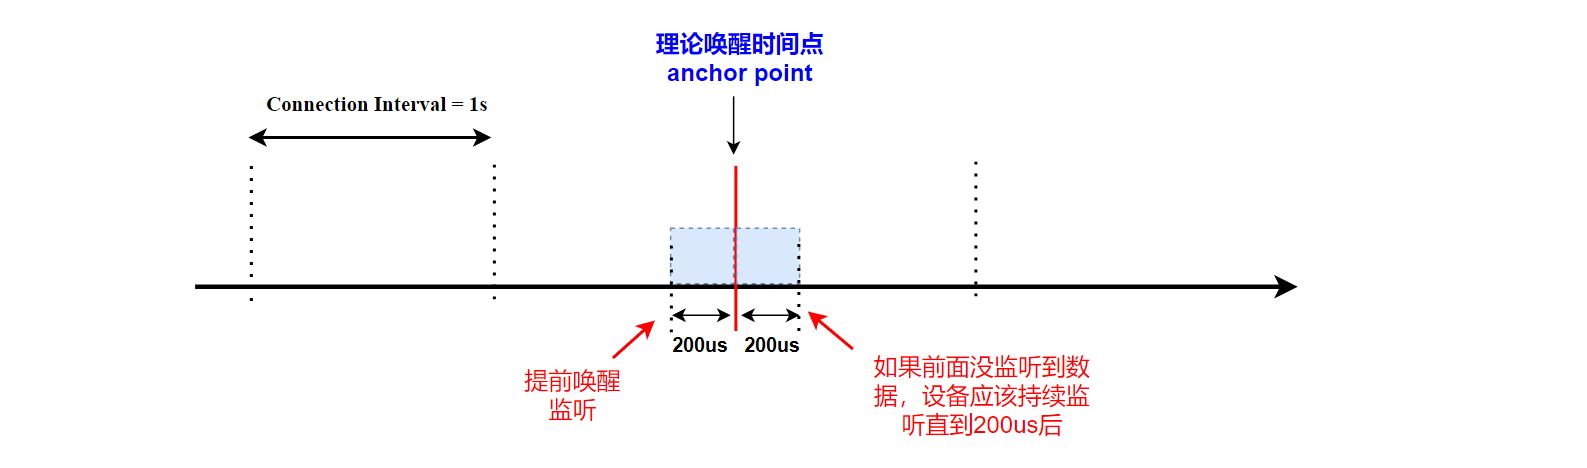 理论唤醒时间点
anchor point
Connection Interval = 1s
200us
200us
提前唤醒
监听
如果前面没监听到数
据，设备应该持续监
听直到200us后